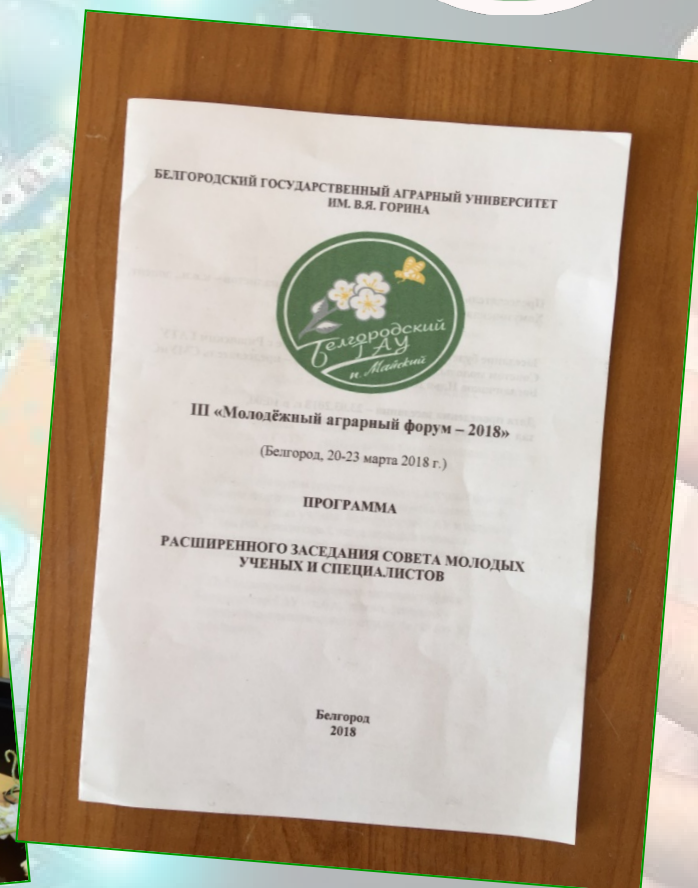 БЕЛГОРОДСКИЙ ГОСУДАРСТВЕННЫЙ АГРАРНЫЙ УНИВЕРСИТЕТ
ИМ. В.Я. ГОРИНА
Белгородский
ГАУ
п. Майский
III «Молодёжный аграрный форум – 2018»
(Белгород, 20-23 марта 2018 г.)
ПРОГРАММА
РАСШИРЕННОГО ЗАСЕДАНИЯ СОВЕТА МОЛОДЫХ
УЧЕНЫХ И СПЕЦИАЛИСТОВ
Белгород
2018